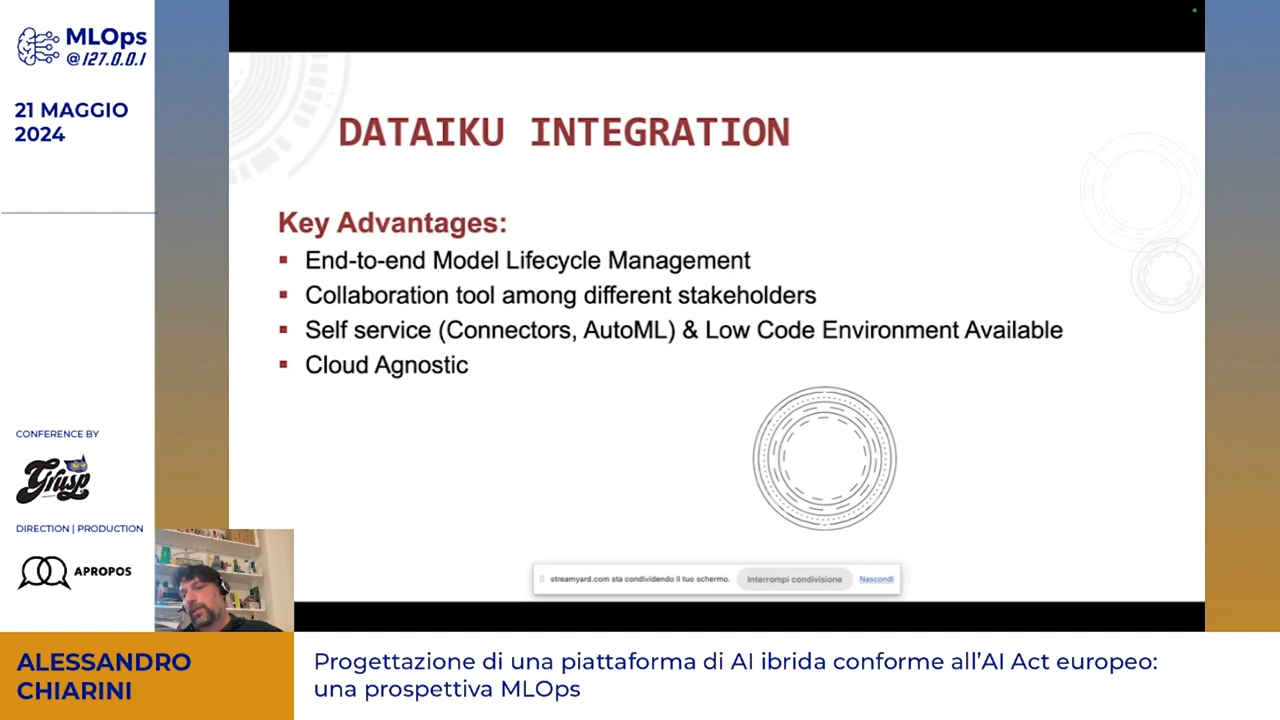 MLOps
@127.0.0.1
21 MAGGIO
2024
DATAIKU INTEGRATION
Key Advantages:
End-to-end Model Lifecycle Management
Collaboration tool among different stakeholders
Self service (Connectors, AutoML) & Low Code Environment Available
Cloud Agnostic
CONFERENCE BY
Grusp
DIRECTION | PRODUCTION
APROPOS
streamyard.com sta condividendo il tuo schermo. Interrompi condivisione Nascondi
ALESSANDRO
CHIARINI
Progettazione di una piattaforma di AI ibrida conforme all'AI Act europeo:
una prospettiva MLOps